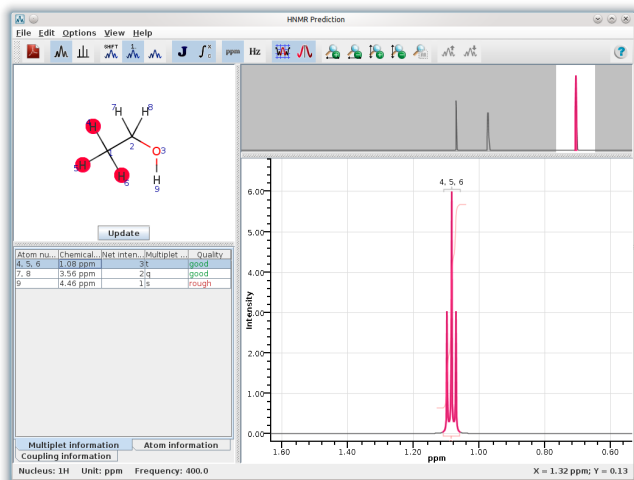 HNMR Prediction
File Edit Options View Help
SHIFT 1. J ppm Hz ?
7 H H 8
H
1 2 O 3
5 H
H 6
H
9
Update
Atom nu... Chemical... Net inten... Multiplet ... Quality
4, 5, 6 1.08 ppm 3 t good
7, 8 3.56 ppm 2 q good
9 4.46 ppm 1 s rough
Multiplet information Atom information
Coupling information
4, 5, 6
6.00
5.00
4.00
3.00
2.00
1.00
0.00
Intensity
1.60 1.40 1.20 1.00 0.80 0.60
ppm
Nucleus: 1H Unit: ppm Frequency: 400.0 X = 1.32 ppm; Y = 0.13